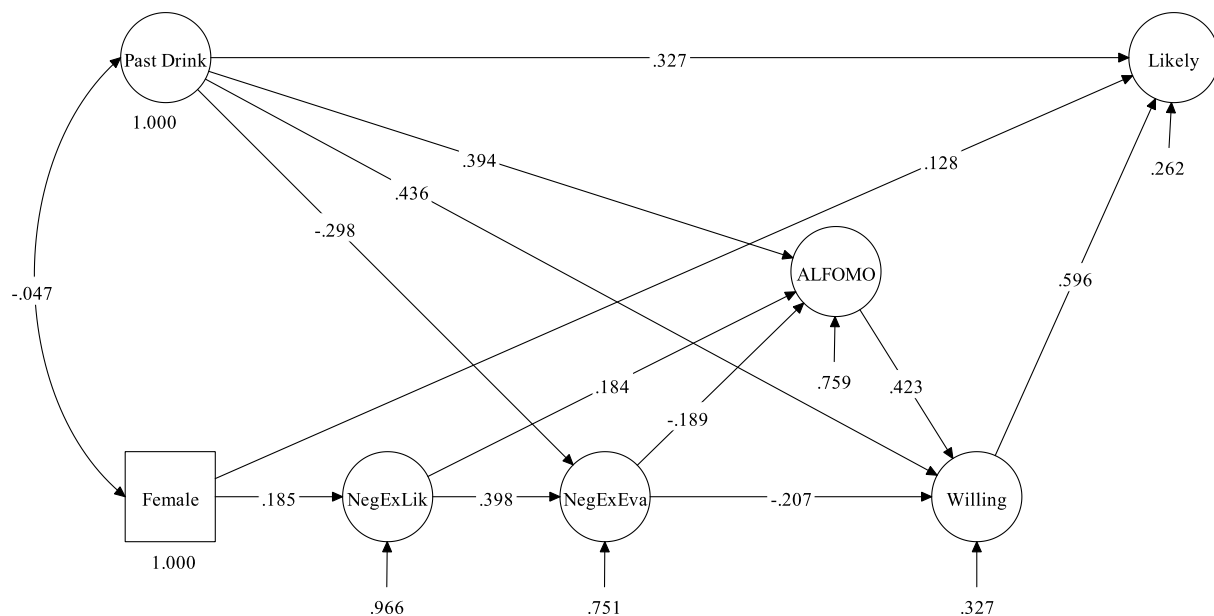 Past Drink
.327
Likely
1.000
.394
.128
.262
.436
-.298
ALFOMO
-.047
.596
.759
.184
.423
-.189
Female
.185
NegExLik
.398
NegExEva
-.207
Willing
1.000
.966
.751
.327